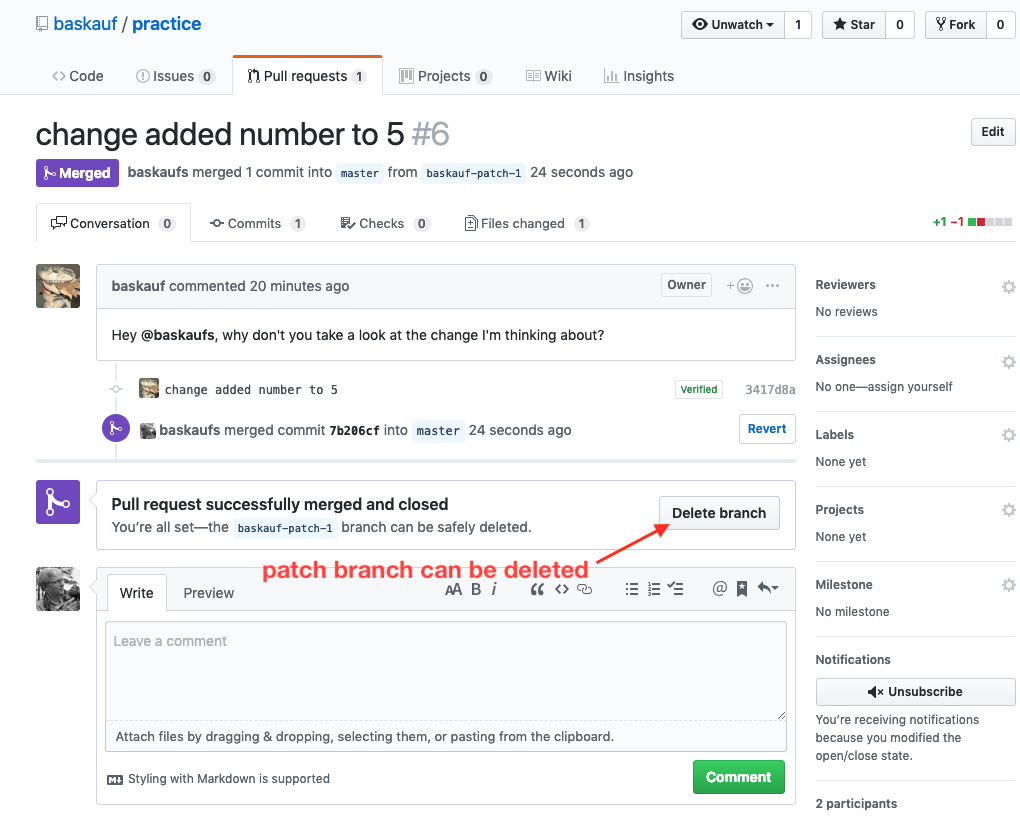 baskauf / practice
Unwatch 1 Star 0 Fork 0
Code Issues 0 Pull requests 1 Projects 0 Wiki Insights
change added number to 5 #6
Edit
Merged baskaufs merged 1 commit into master from baskauf-patch-1 24 seconds ago
Conversation 0 Commits 1 Checks 0 Files changed 1 +1 −1
baskauf commented 20 minutes ago Owner
Hey @baskaufs, why don't you take a look at the change I'm thinking about?
change added number to 5 Verified 3417d8a
baskaufs merged commit 7b206cf into master 24 seconds ago Revert
Pull request successfully merged and closed
You're all set—the baskauf-patch-1 branch can be safely deleted.
Delete branch
patch branch can be deleted
Write Preview AA B i
Leave a comment
Attach files by dragging & dropping, selecting them, or pasting from the clipboard.
Styling with Markdown is supported
Comment
Reviewers
No reviews
Assignees
No one—assign yourself
Labels
None yet
Projects
None yet
Milestone
No milestone
Notifications
Unsubscribe
You're receiving notifications
because you modified the
open/close state.
2 participants